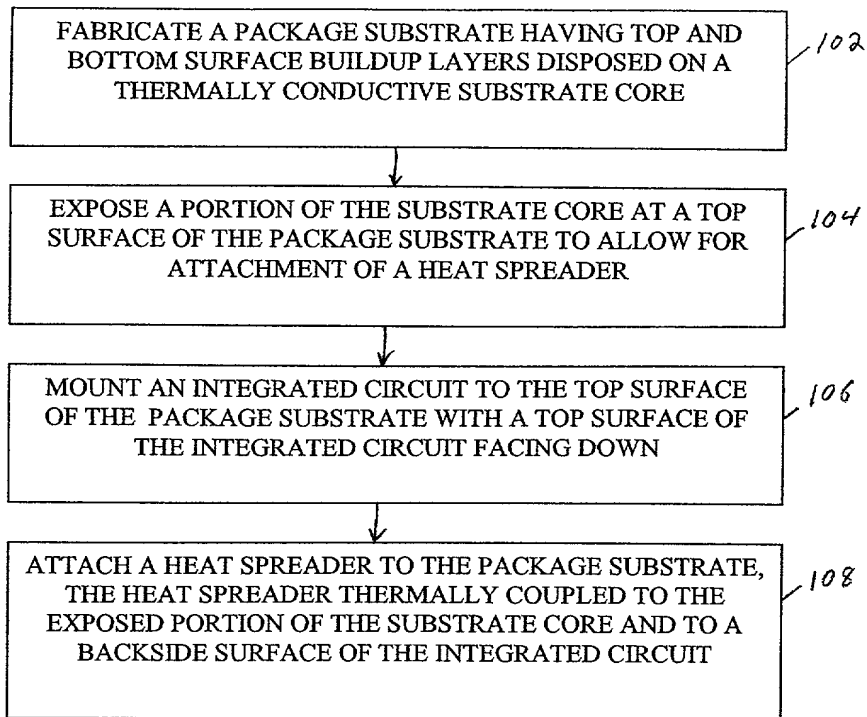 FABRICATE A PACKAGE SUBSTRATE HAVING TOP AND
BOTTOM SURFACE BUILDUP LAYERS DISPOSED ON A
THERMALLY CONDUCTIVE SUBSTRATE CORE
102
EXPOSE A PORTION OF THE SUBSTRATE CORE AT A TOP
SURFACE OF THE PACKAGE SUBSTRATE TO ALLOW FOR
ATTACHMENT OF A HEAT SPREADER
104
MOUNT AN INTEGRATED CIRCUIT TO THE TOP SURFACE
OF THE PACKAGE SUBSTRATE WITH A TOP SURFACE OF
THE INTEGRATED CIRCUIT FACING DOWN
106
ATTACH A HEAT SPREADER TO THE PACKAGE SUBSTRATE,
THE HEAT SPREADER THERMALLY COUPLED TO THE
EXPOSED PORTION OF THE SUBSTRATE CORE AND TO A
BACKSIDE SURFACE OF THE INTEGRATED CIRCUIT
108